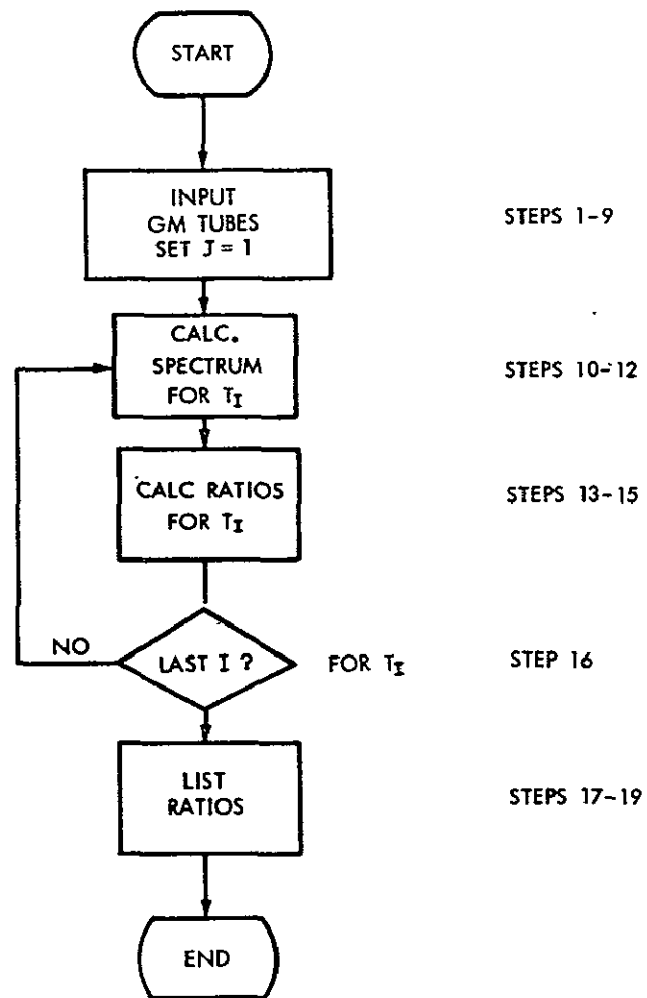 START
INPUT
GM TUBES
SET J = 1
STEPS 1-9
CALC.
SPECTRUM
FOR TI
STEPS 10-12
CALC RATIOS
FOR TI
STEPS 13-15
NO
LAST I ?
FOR TI
STEP 16
LIST
RATIOS
STEPS 17-19
END